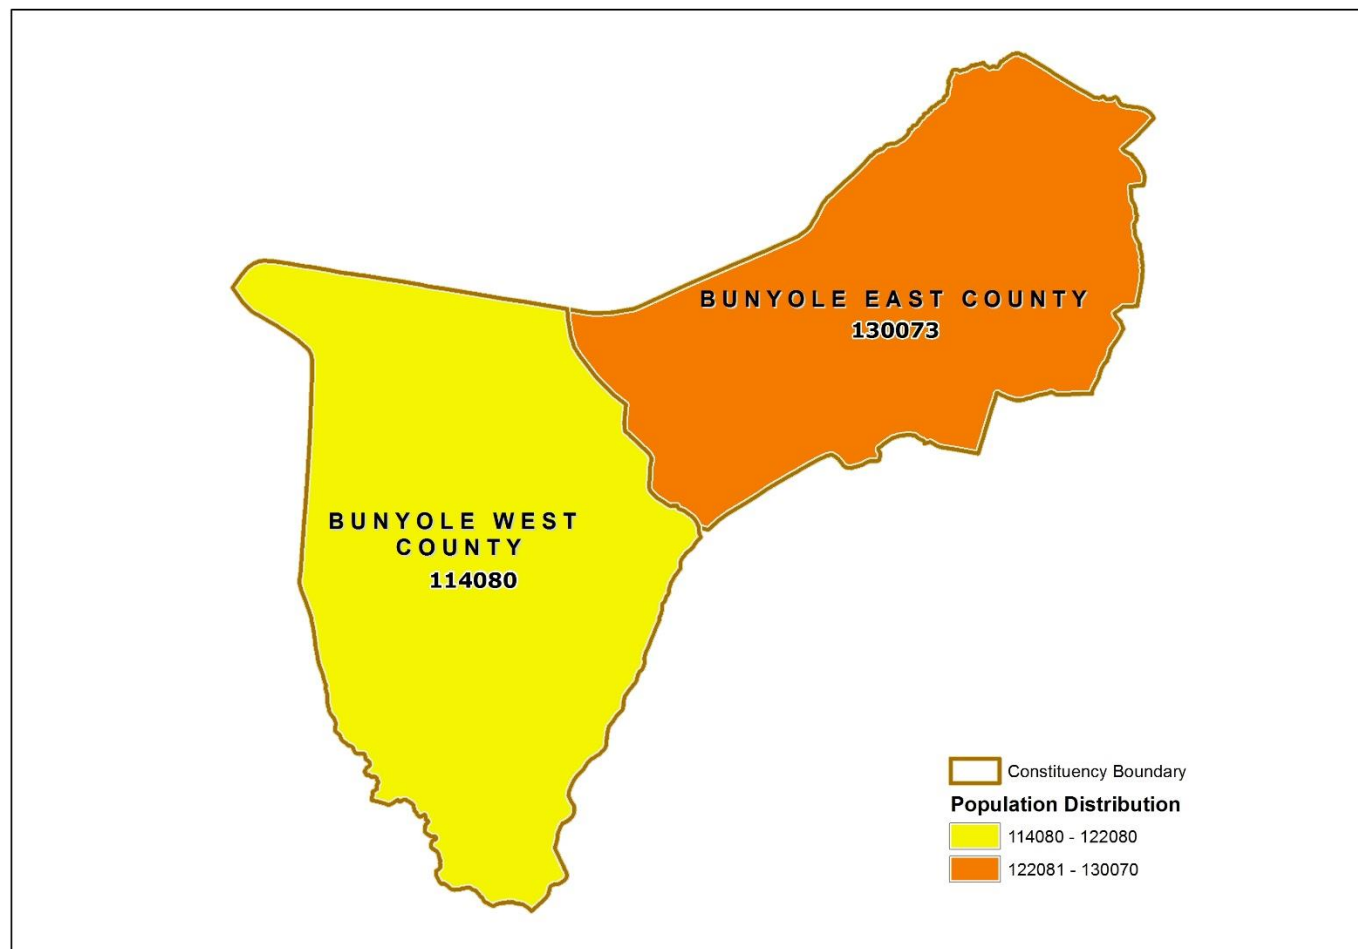 BUNYOLE EAST COUNTY
130073
BUNYOLE WEST
COUNTY
114080
Constituency Boundary
Population Distribution
114080 - 122080
122081 - 130070